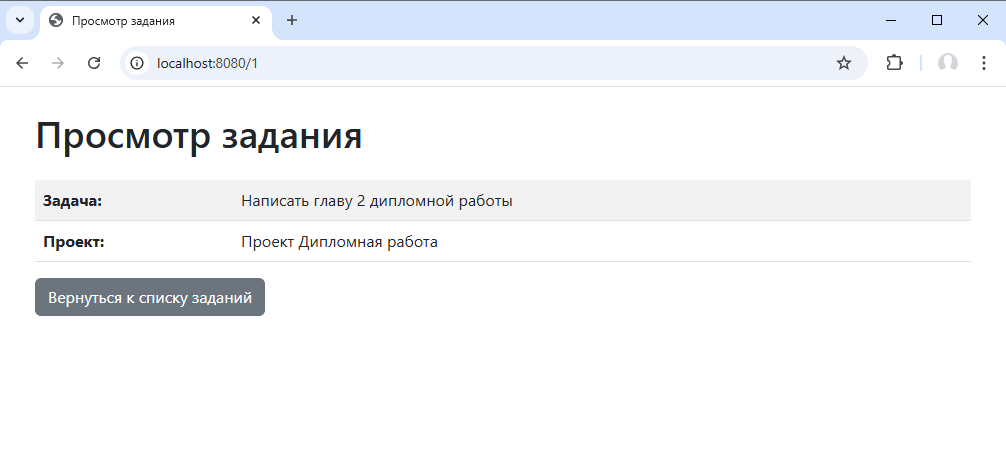 Просмотр задания
localhost:8080/1
Просмотр задания
Задача: Написать главу 2 дипломной работы
Проект: Проект Дипломная работа
Вернуться к списку заданий